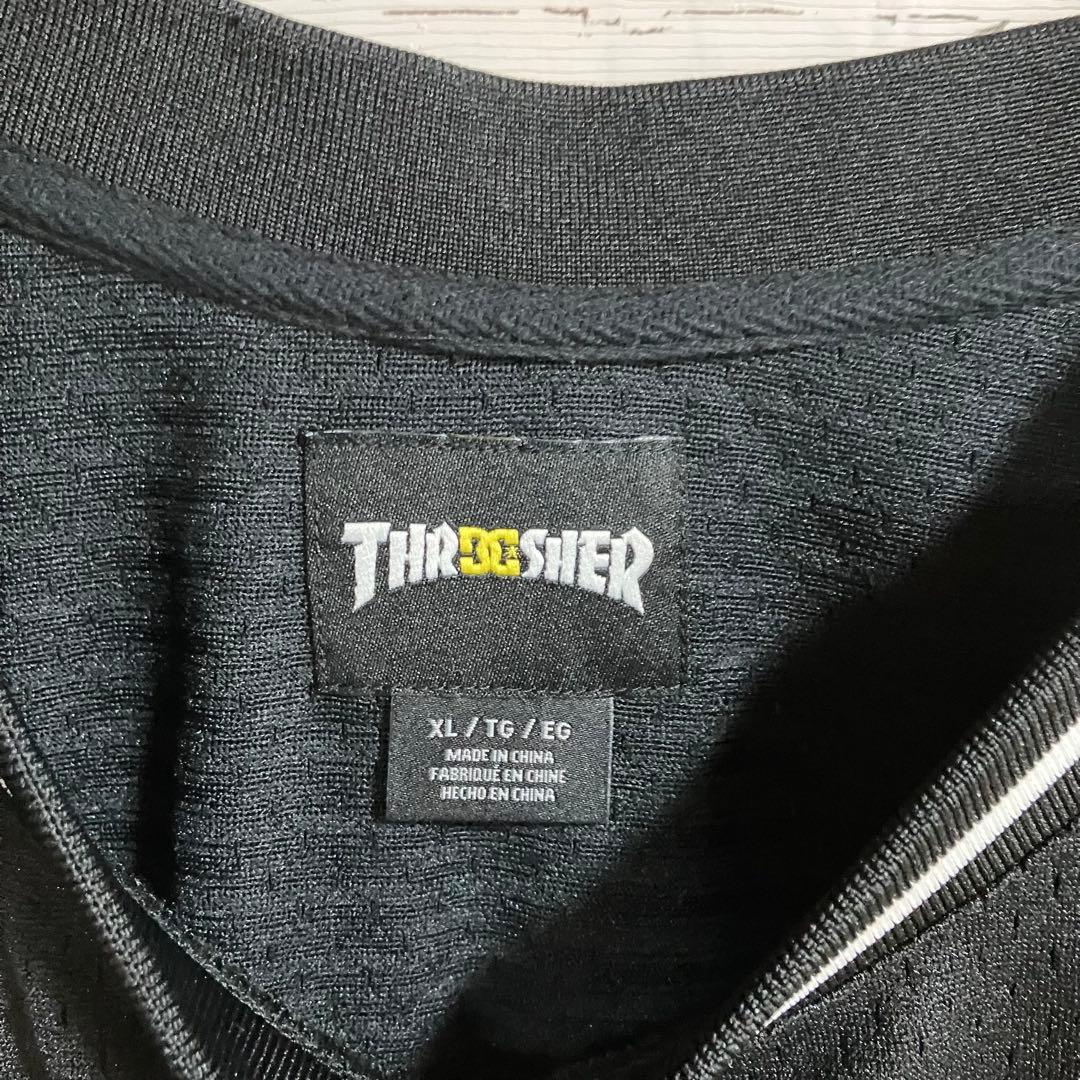 THRDCSHER
XL / TG / EG
MADE IN CHINA
FABRIQUÉ EN CHINE
HECHO EN CHINA